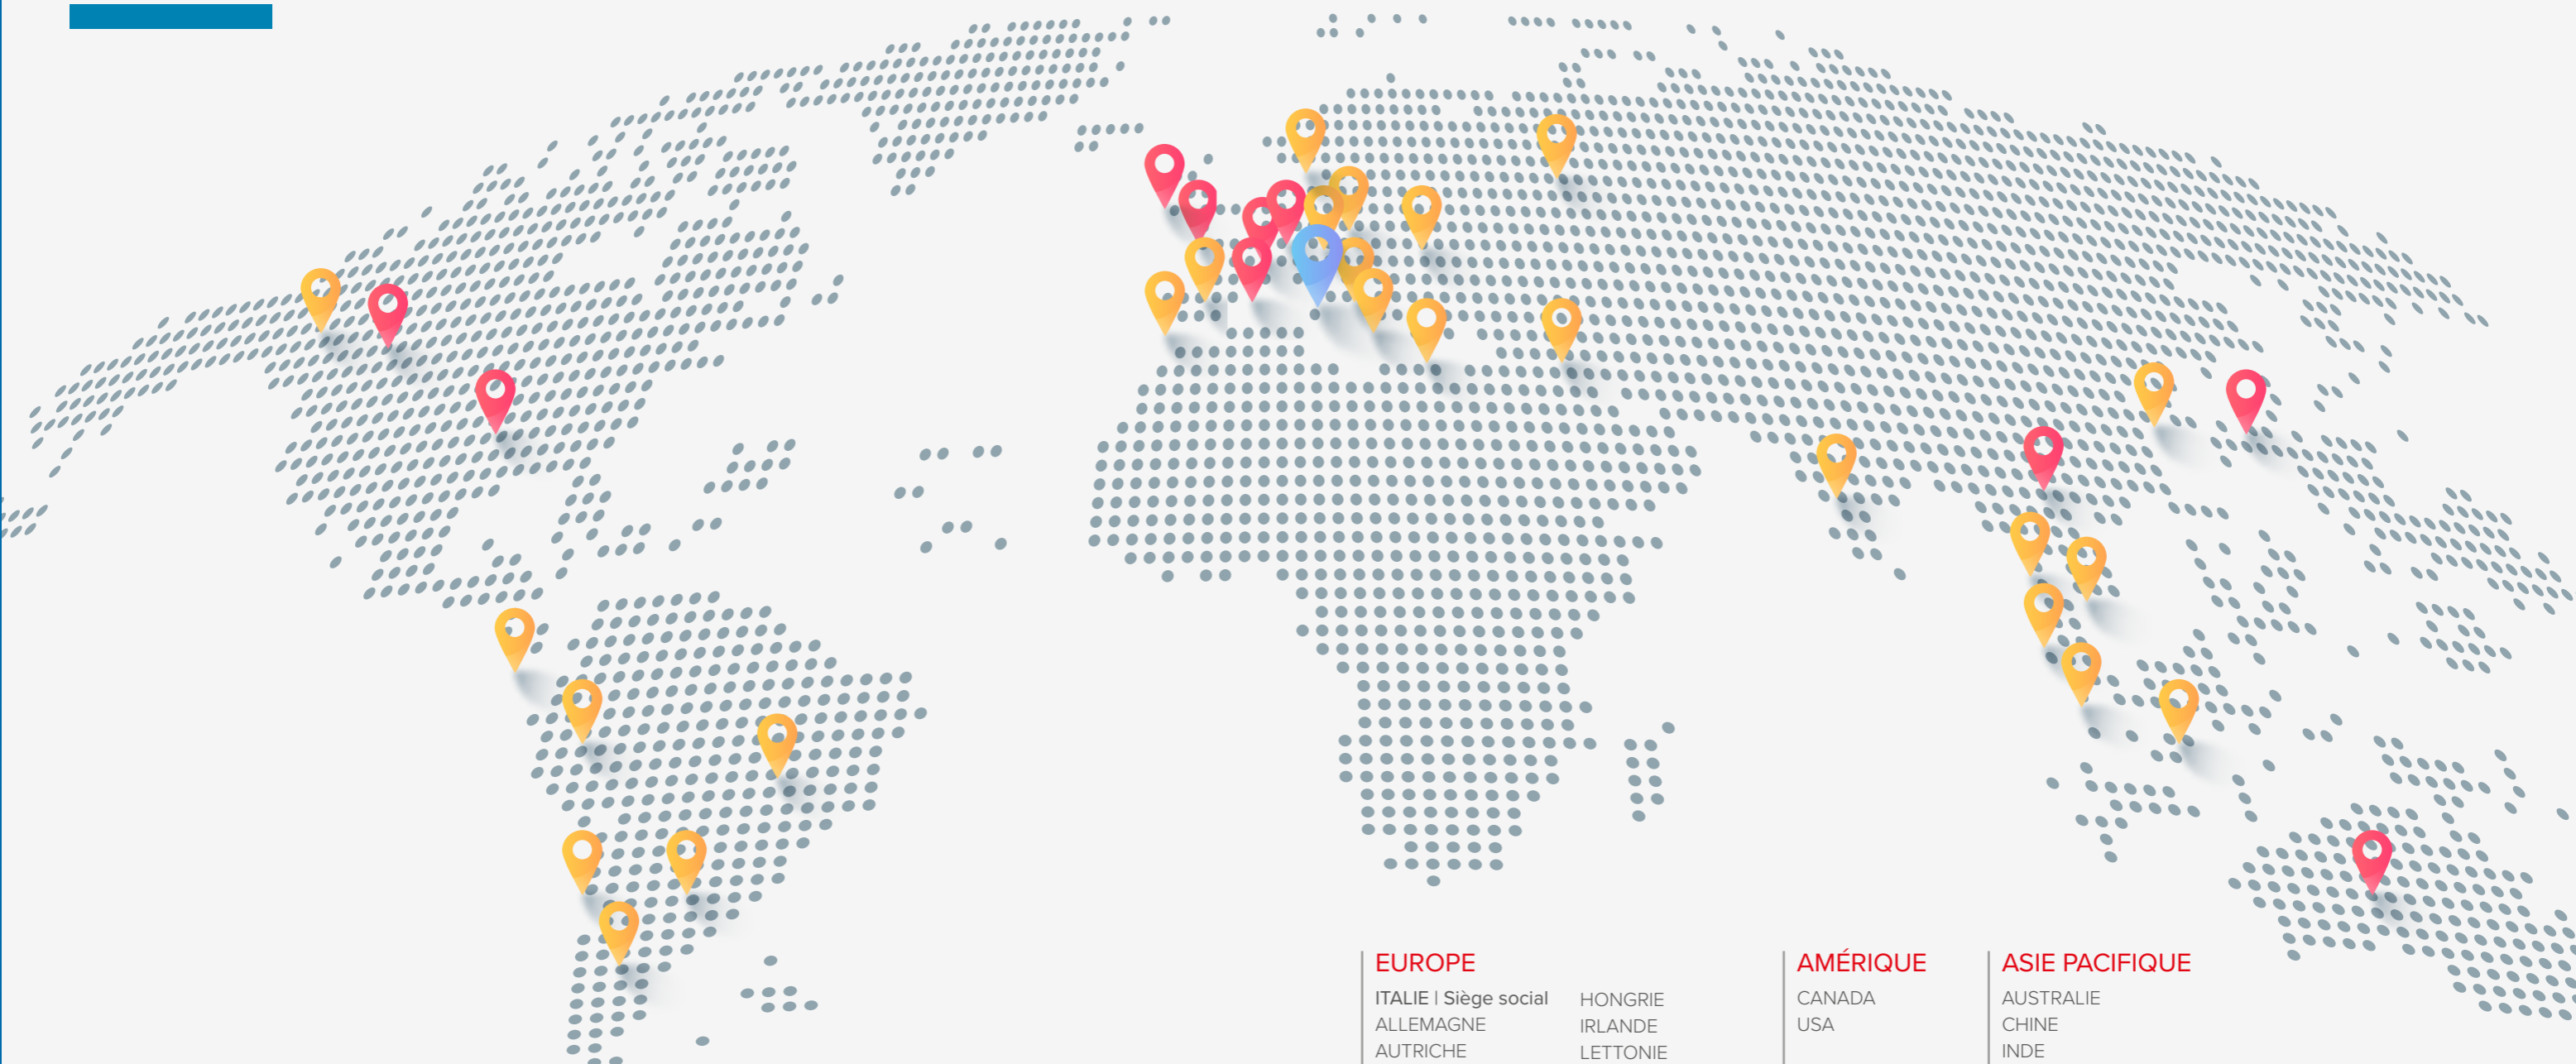 EUROPE
ITALIE | Siège social
ALLEMAGNE
AUTRICHE
HONGRIE
IRLANDE
LETTONIE
AMÉRIQUE
CANADA
USA
ASIE PACIFIQUE
AUSTRALIE
CHINE
INDE